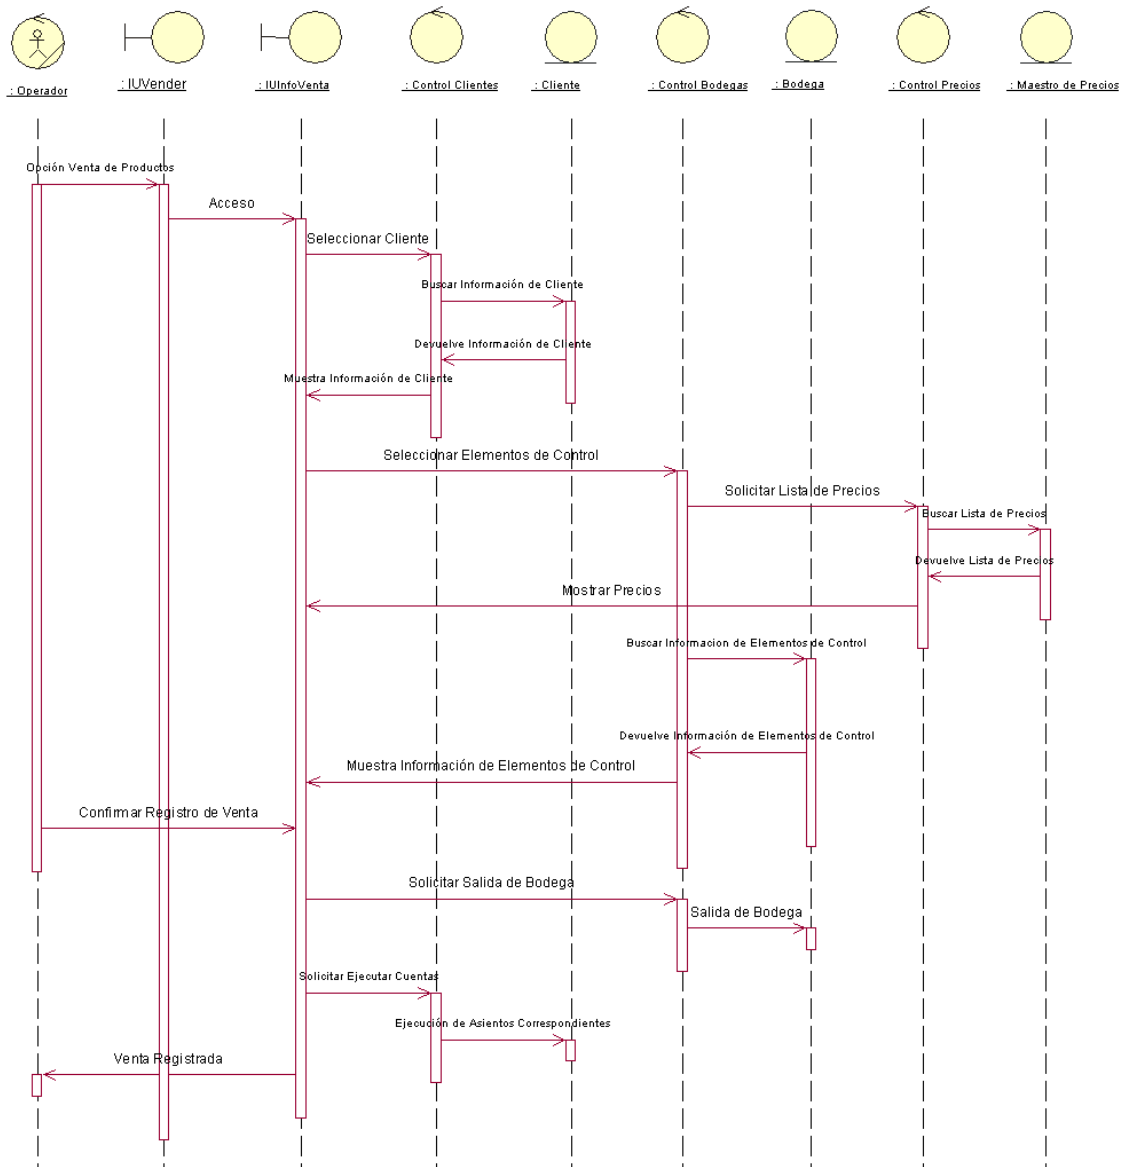 : Operador
: IUVender
: IUInfoVenta
: Control Clientes
: Cliente
: Control Bodegas
: Bodega
: Control Precios
: Maestro de Precios
Opción Venta de Productos
Acceso
Seleccionar Cliente
Buscar Información de Cliente
Devuelve Información de Cliente
Muestra Información de Cliente
Seleccionar Elementos de Control
Solicitar Lista de Precios
Buscar Lista de Precios
Devuelve Lista de Precios
Mostrar Precios
Buscar Informacion de Elementos de Control
Devuelve Información de Elementos de Control
Muestra Información de Elementos de Control
Confirmar Registro de Venta
Solicitar Salida de Bodega
Salida de Bodega
Solicitar Ejecutar Cuentas
Ejecución de Asientos Correspondientes
Venta Registrada